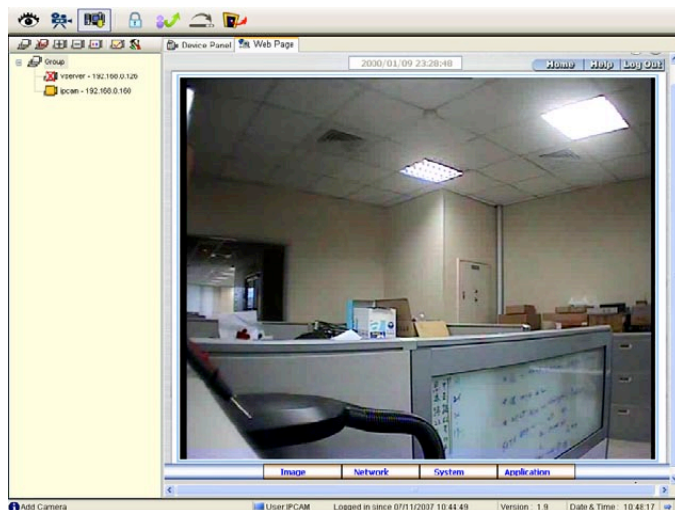 Device Panel Web Page
Group
2000/01/09 23:28:48
Home Help Log Out
vserver - 192.168.0.126
ipcam - 192.168.0.160
Image Network System Application
Add Camera User IPCAM Logged in since 07/11/2007 10:44:49 Version : 1.9 Date & Time : 10:48:17